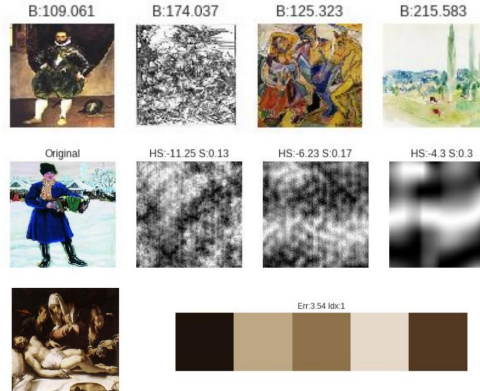 B:109.061 B:174.037 B:125.323 B:215.583
Original HS:-11.25 S:0.13 HS:-6.23 S:0.17 HS:-4.3 S:0.3
Err:3.54 Idx:1